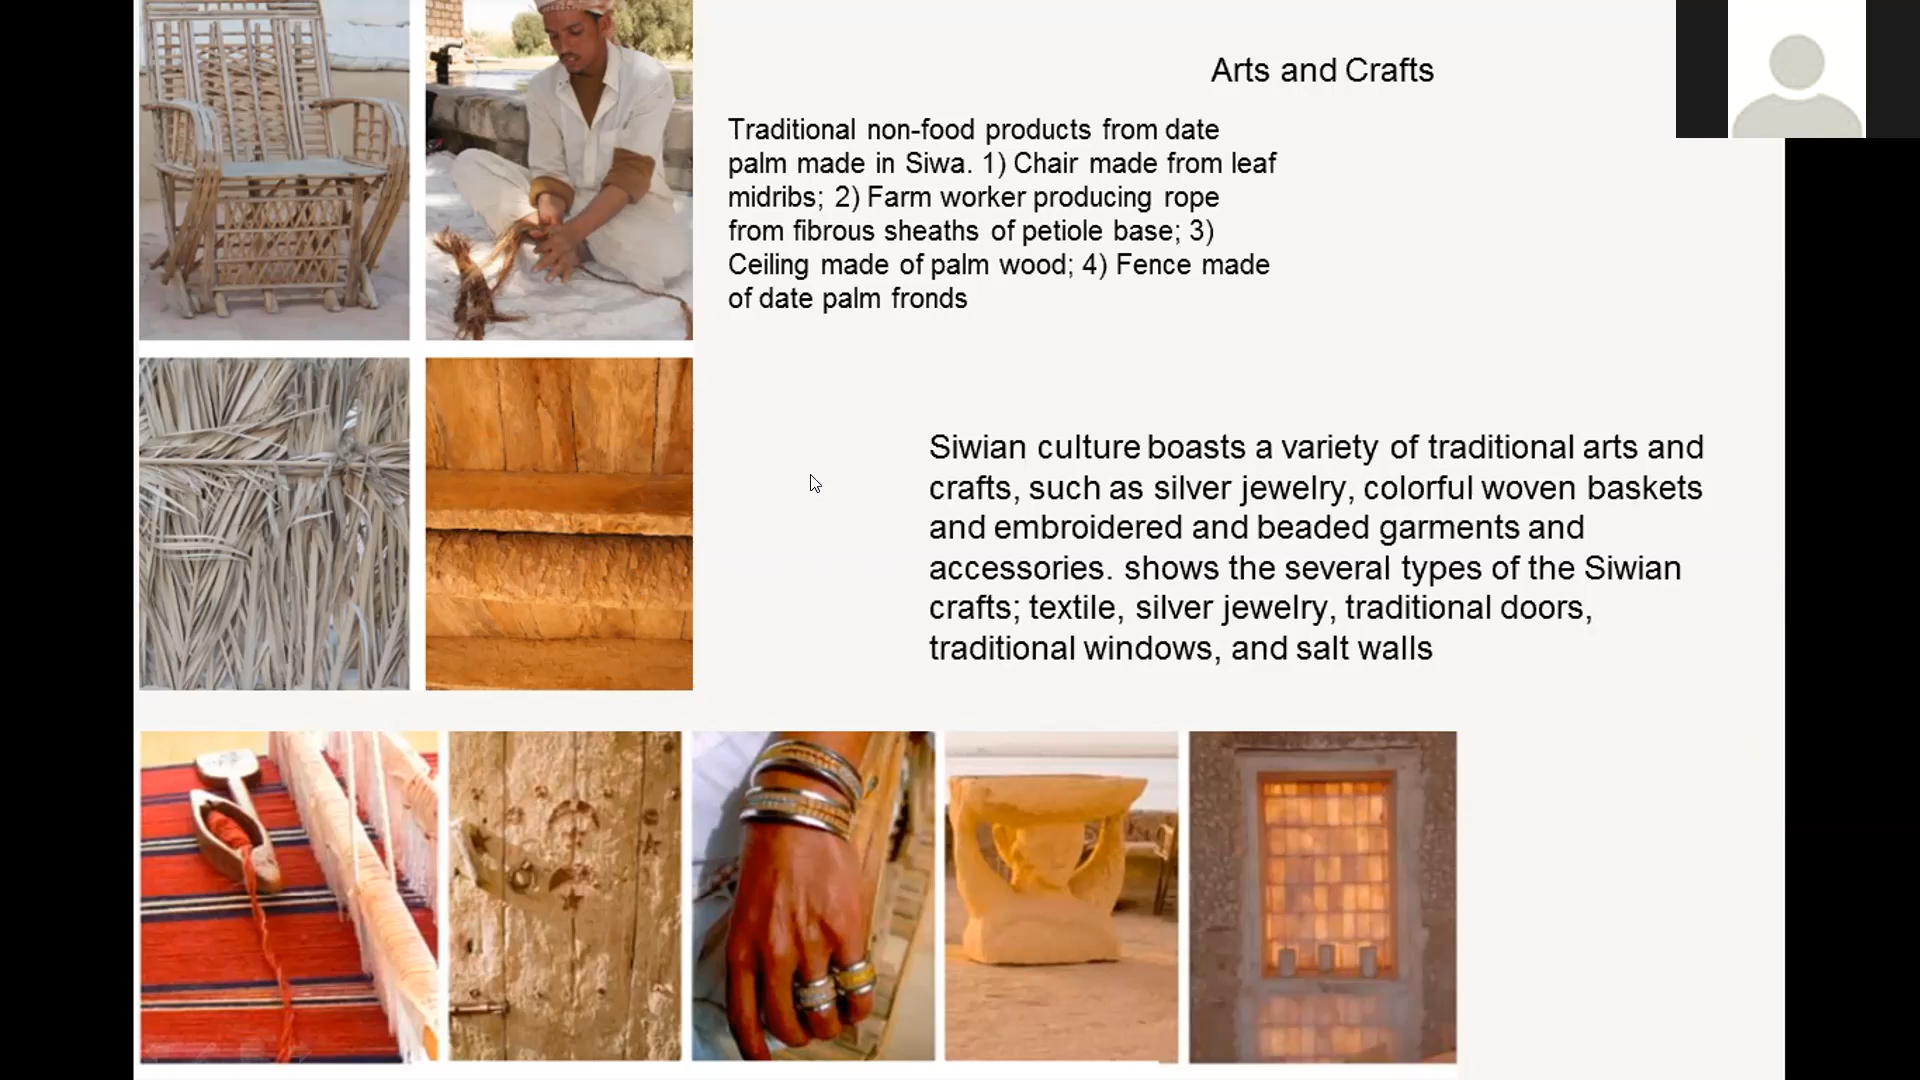 Arts and Crafts
Traditional non-food products from date
palm made in Siwa. 1) Chair made from leaf
midribs; 2) Farm worker producing rope
from fibrous sheaths of petiole base; 3)
Ceiling made of palm wood; 4) Fence made
of date palm fronds
Siwian culture boasts a variety of traditional arts and
crafts, such as silver jewelry, colorful woven baskets
and embroidered and beaded garments and
accessories. shows the several types of the Siwian
crafts; textile, silver jewelry, traditional doors,
traditional windows, and salt walls